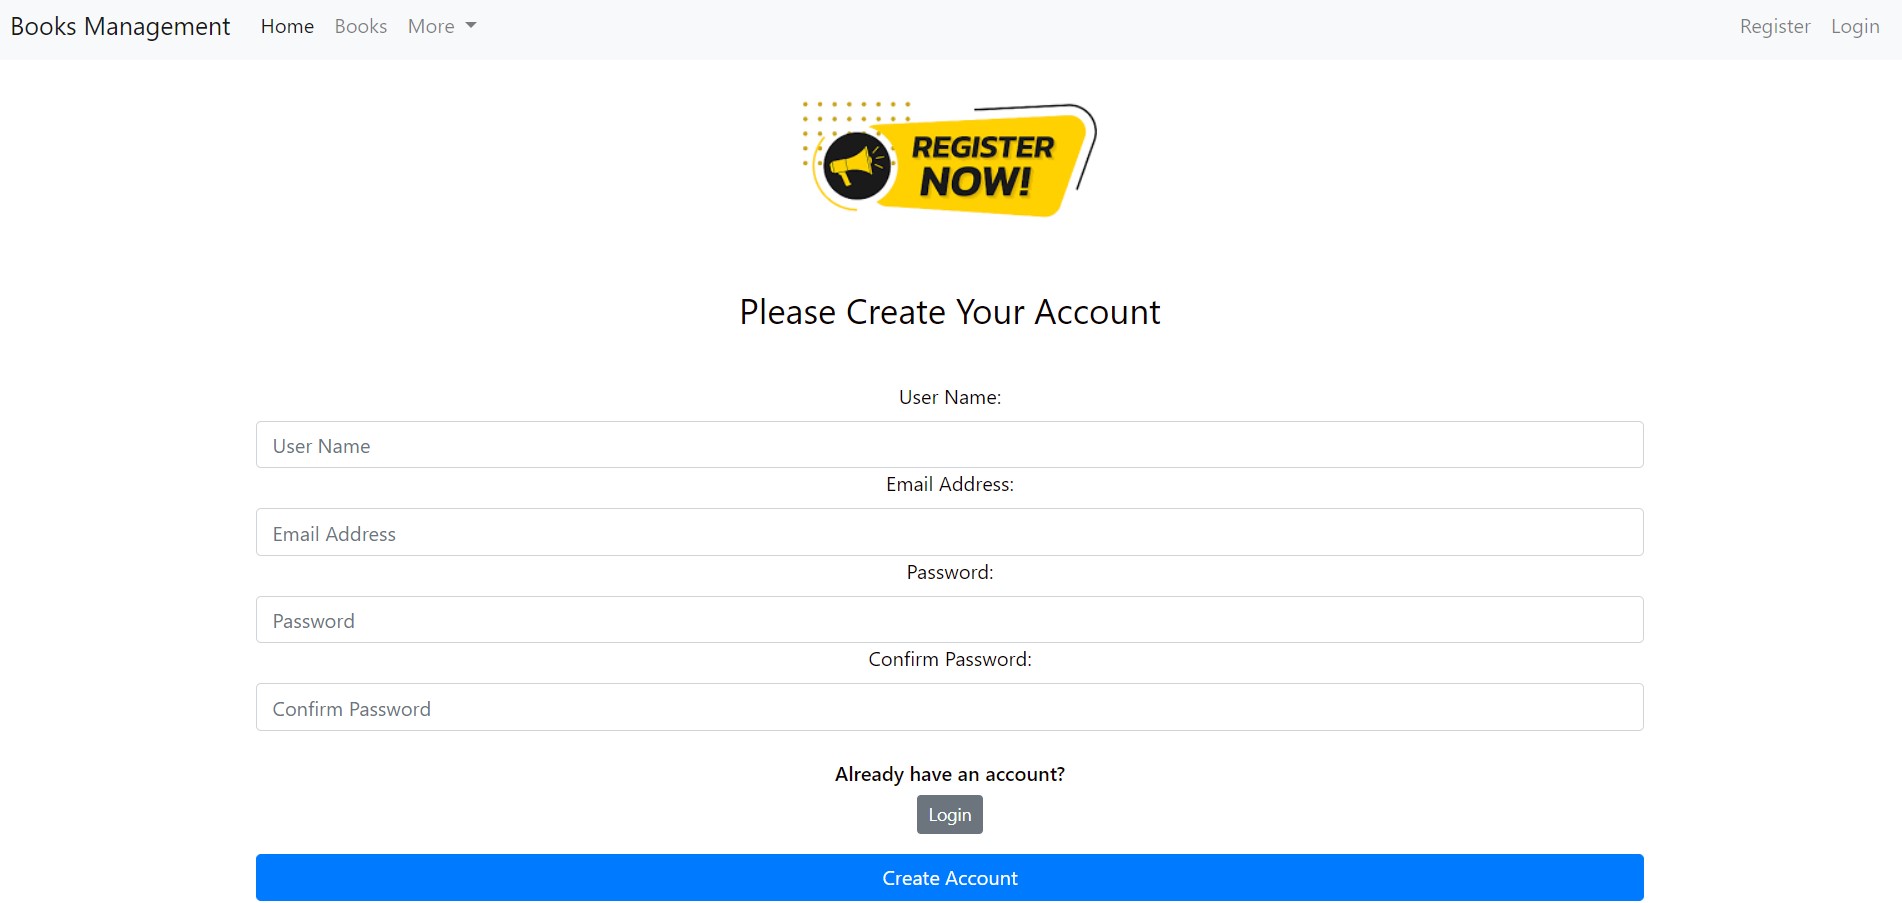 Books Management Home Books More Register Login
REGISTER
NOW!
Please Create Your Account
User Name:
User Name
Email Address:
Email Address
Password:
Password
Confirm Password:
Confirm Password
Already have an account?
Login
Create Account